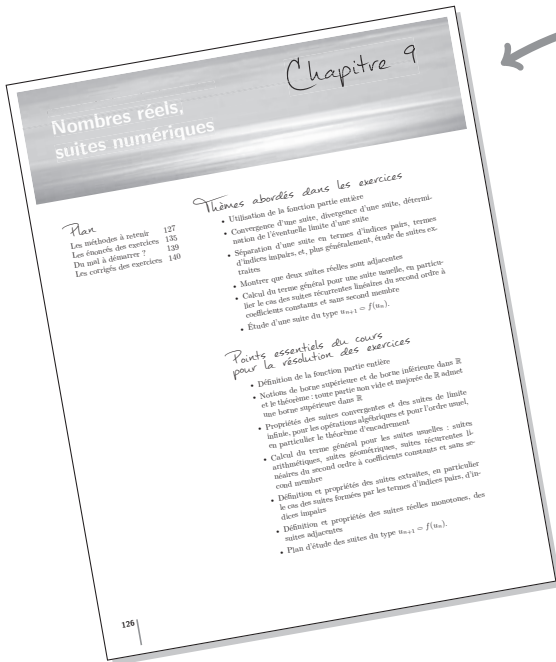 Chapitre 9
Nombres réels,
suites numériques
Plan
Les méthodes à retenir 127
Les énoncés des exercices 135
Du mal à démarrer ? 139
Les corrigés des exercices 140
Thèmes abordés dans les exercices
• Utilisation de la fonction partie entière
• Convergence d'une suite, divergence d'une suite, détermi-
nation de l'éventuelle limite d'une suite
• Séparation d'une suite en termes d'indices pairs, termes
d'indices impairs, et, plus généralement, étude de suites ex-
traites
• Montrer que deux suites réelles sont adjacentes
• Calcul du terme général pour une suite usuelle, en particu-
lier le cas des suites récurrentes linéaires du second ordre à
coefficients constants et sans second membre
• Étude d'une suite du type uₙ₊₁ = f(uₙ).
Points essentiels du cours
pour la résolution des exercices
• Définition de la fonction partie entière
• Notions de borne supérieure et de borne inférieure dans ℝ
et le théorème : toute partie non vide et majorée de ℝ admet
une borne supérieure dans ℝ
• Propriétés des suites convergentes et des suites de limite
infinie, pour les opérations algébriques et pour l'ordre usuel,
en particulier le théorème d'encadrement
• Calcul du terme général pour les suites usuelles : suites
arithmétiques, suites géométriques, suites récurrentes li-
néaires du second ordre à coefficients constants et sans se-
cond membre
• Définition et propriétés des suites extraites, en particulier
le cas des suites formées par les termes d'indices pairs, d'in-
dices impairs
• Définition et propriétés des suites réelles monotones, des
suites adjacentes
• Plan d'étude des suites du type uₙ₊₁ = f(uₙ).
126